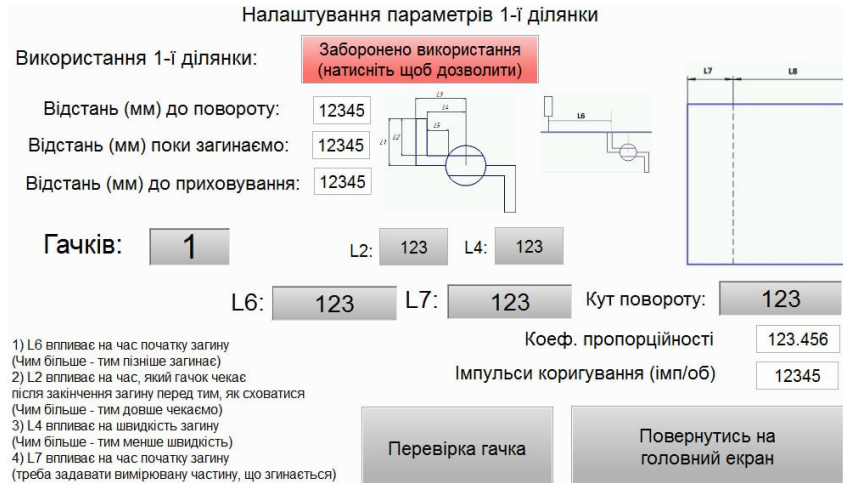 Налаштування параметрів 1-ї ділянки
Використання 1-ї ділянки:
Заборонено використання
(натисніть щоб дозволити)
Відстань (мм) до повороту: 12345
Відстань (мм) поки загинаємо: 12345
Відстань (мм) до приховування: 12345
L3
L4
L5
L1
L2
L6
L7
L8
Гачків: 1
L2: 123 L4: 123
L6: 123 L7: 123 Кут повороту: 123
Коеф. пропорційності 123.456
Імпульси коригування (імп/об) 12345
1) L6 впливає на час початку загину
(Чим більше - тим пізніше загинає)
2) L2 впливає на час, який гачок чекає
після закінчення загину перед тим, як сховатися
(Чим більше - тим довше чекаємо)
3) L4 впливає на швидкість загину
(Чим більше - тим менше швидкість)
4) L7 впливає на час початку загину
(треба задавати вимірювану частину, що згинається)
Перевірка гачка
Повернутись на
головний екран